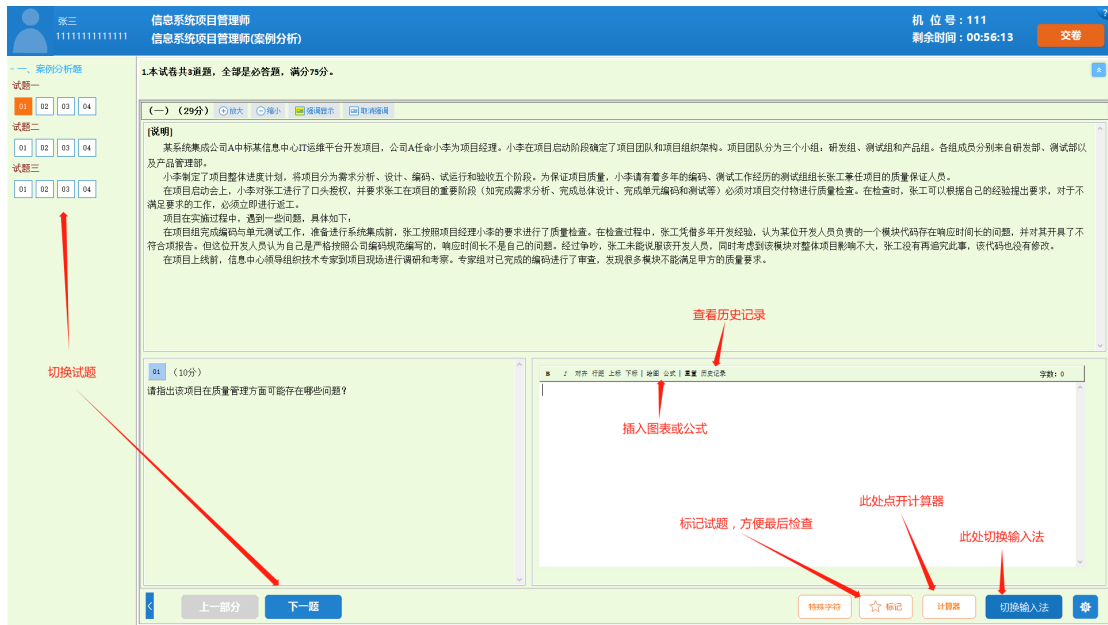 张三
11111111111111
信息系统项目管理师
信息系统项目管理师(案例分析)
机 位 号：111
剩余时间：00:56:13
交卷
?
- 一、案例分析题
试题一
01 02 03 04
试题二
01 02 03 04
试题三
01 02 03 04
切换试题
1.本试卷共3道题，全部是必答题，满分75分。
(一) (29分) 放大 缩小 强调显示 取消强调
[说明]
某系统集成公司A中标某信息中心IT运维平台开发项目，公司A任命小李为项目经理。小李在项目启动阶段确定了项目团队和项目组织架构。项目团队分为三个小组：研发组、测试组和产品组。各组成员分别来自研发部、测试部以
及产品管理部。
小李制定了项目整体进度计划，将项目分为需求分析、设计、编码、试运行和验收五个阶段。为保证项目质量，小李请有着多年的编码、测试工作经历的测试组组长张工兼任项目的质量保证人员。
在项目启动会上，小李对张工进行了口头授权，并要求张工在项目的重要阶段（如完成需求分析、完成总体设计、完成单元编码和测试等）必须对项目交付物进行质量检查。在检查时，张工可以根据自己的经验提出要求，对于不
满足要求的工作，必须立即进行返工。
项目在实施过程中，遇到一些问题，具体如下：
在项目组完成编码与单元测试工作，准备进行系统集成前，张工按照项目经理小李的要求进行了质量检查。在检查过程中，张工凭借多年开发经验，认为某位开发人员负责的一个模块代码存在响应时间长的问题，并对其开具了不
符合项报告。但这位开发人员认为自己是严格按照公司编码规范编写的，响应时间长不是自己的问题。经过争吵，张工未能说服该开发人员，同时考虑到该模块对整体项目影响不大，张工没有再追究此事，该代码也没有修改。
在项目上线前，信息中心领导组织技术专家到项目现场进行调研和考察。专家组对已完成的编码进行了审查，发现很多模块不能满足甲方的质量要求。
查看历史记录
01 (10分)
请指出该项目在质量管理方面可能存在哪些问题?
B I 对齐 行距 上标 下标 | 绘图 公式 | 重置 历史记录
字数：0
插入图表或公式
此处点开计算器
标记试题，方便最后检查
此处切换输入法
上一部分
下一题
特殊字符
标记
计算器
切换输入法